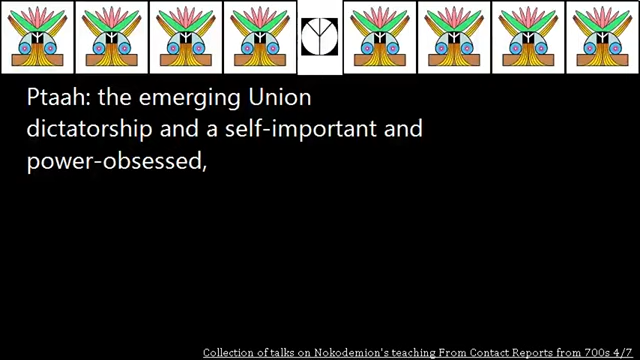 Ptaah: the emerging Union
dictatorship and a self-important and
power-obsessed,
Collection of talks on Nokodemion's teaching From Contact Reports from 700s 4/7